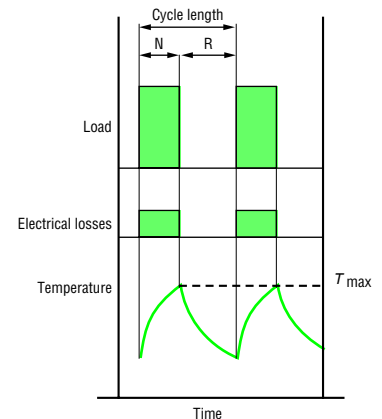 Cycle length
N R
Load
Electrical losses
Temperature
T max
Time